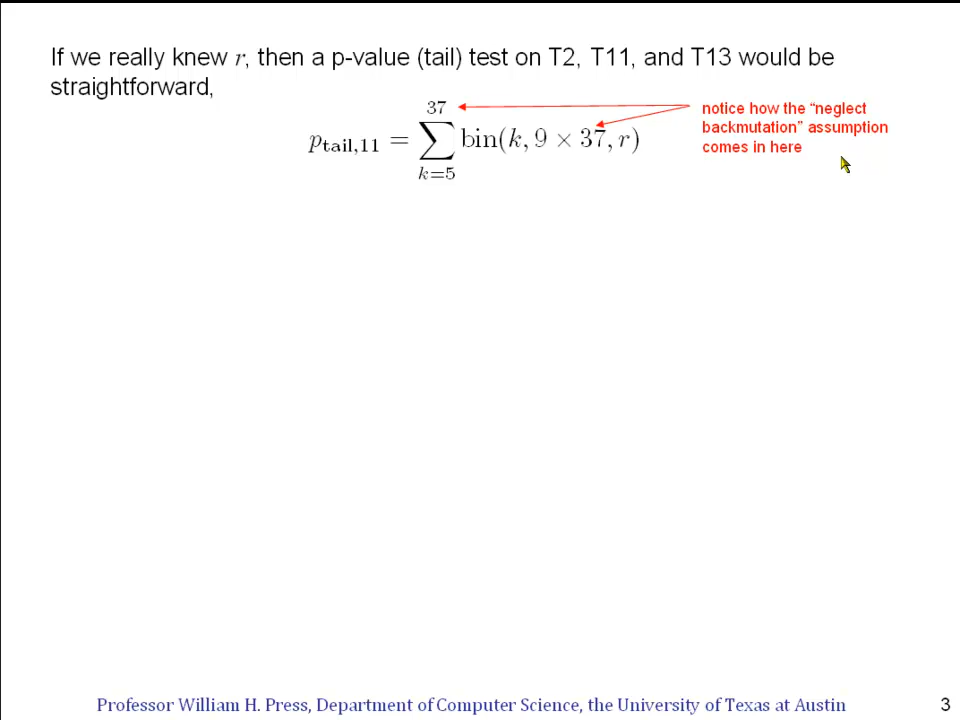 If we really knew r, then a p-value (tail) test on T2, T11, and T13 would be
straightforward,
p_tail,11 = ∑_{k=5}^{37} bin(k, 9 × 37, r)
notice how the “neglect
backmutation” assumption
comes in here
Professor William H. Press, Department of Computer Science, the University of Texas at Austin
3